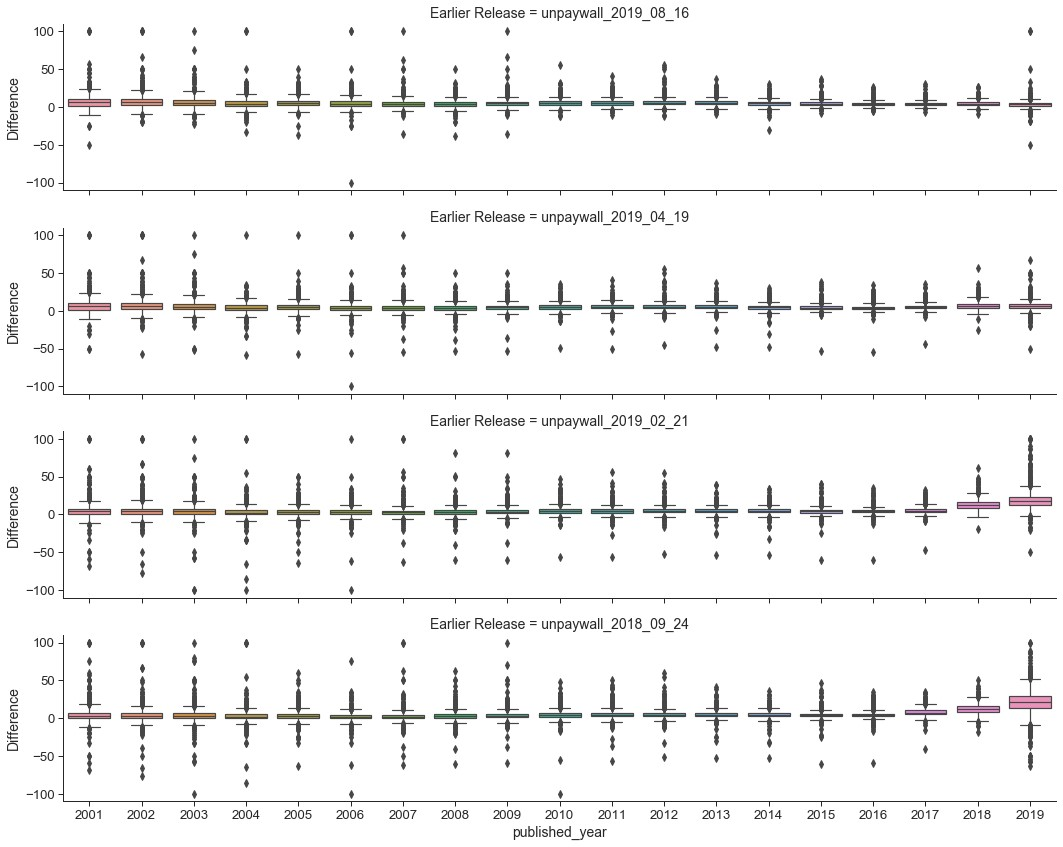 Earlier Release = unpaywall_2019_08_16
100
50
0
−50
−100
Difference
Earlier Release = unpaywall_2019_04_19
100
50
0
−50
−100
Difference
Earlier Release = unpaywall_2019_02_21
100
50
0
−50
−100
Difference
Earlier Release = unpaywall_2018_09_24
100
50
0
−50
−100
Difference
2001 2002 2003 2004 2005 2006 2007 2008 2009 2010 2011 2012 2013 2014 2015 2016 2017 2018 2019
published_year